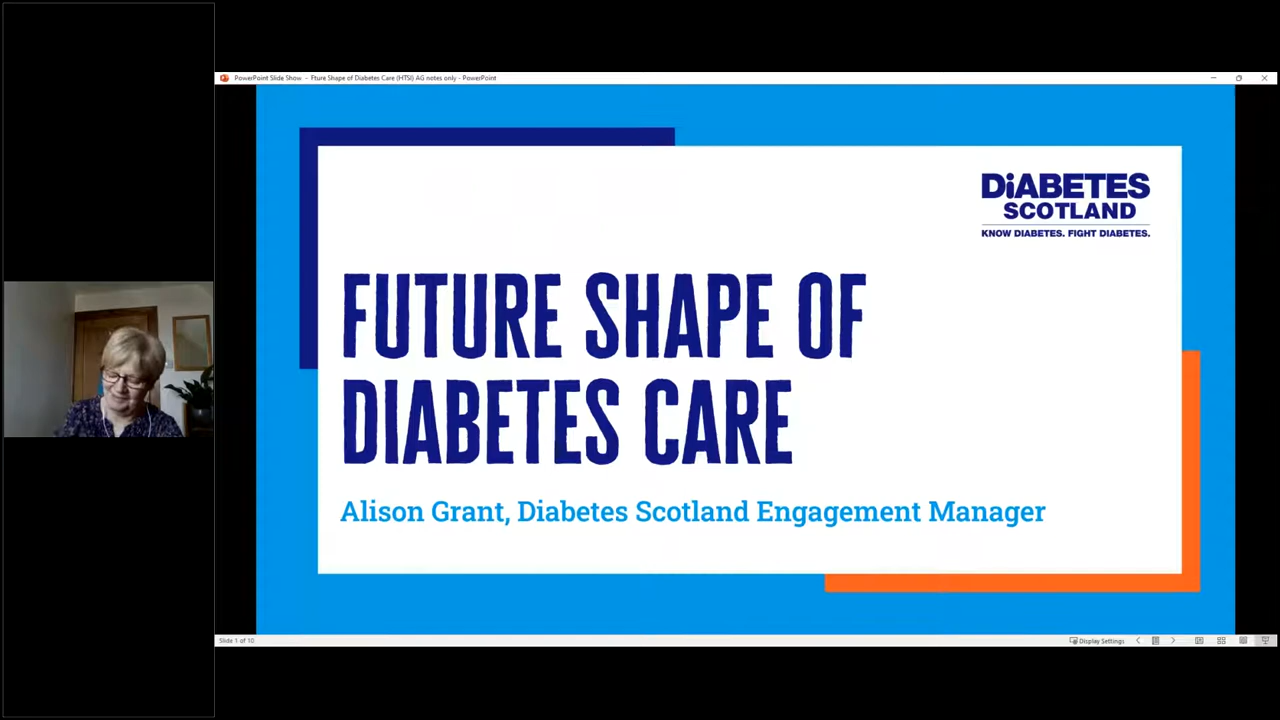 PowerPoint Slide Show - Fture Shape of Diabetes Care (HTSI) AG notes only - PowerPoint
DiABETES
SCOTLAND
KNOW DIABETES. FIGHT DIABETES.
FUTURE SHAPE OF
DIABETES CARE
Alison Grant, Diabetes Scotland Engagement Manager
Slide 1 of 10
Display Settings